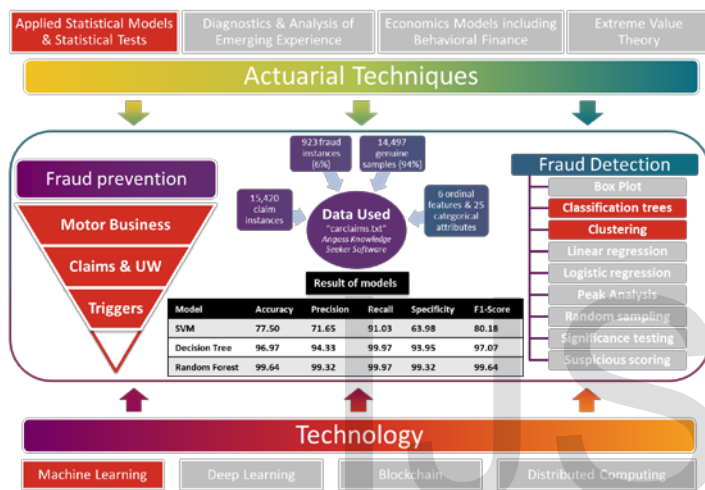 Applied Statistical Models
& Statistical Tests
Diagnostics & Analysis of
Emerging Experience
Economics Models including
Behavioral Finance
Extreme Value
Theory
Actuarial Techniques
Fraud prevention
Motor Business
Claims & UW
Triggers
923 fraud
instances
(6%)
14,497
genuine
samples (94%)
15,420
claim
instances
6 ordinal
features & 25
categorical
attributes
Data Used
"carclaims.txt"
Angoss Knowledge
Seeker Software
Result of models
Model Accuracy Precision Recall Specificity F1-Score
SVM 77.50 71.65 91.03 63.98 80.18
Decision Tree 96.97 94.33 99.97 93.95 97.07
Random Forest 99.64 99.32 99.97 99.32 99.64
Fraud Detection
Box Plot
Classification trees
Clustering
Linear regression
Logistic regression
Peak Analysis
Random sampling
Significance testing
Suspicious scoring
Technology
Machine Learning
Deep Learning
Blockchain
Distributed Computing
IJS